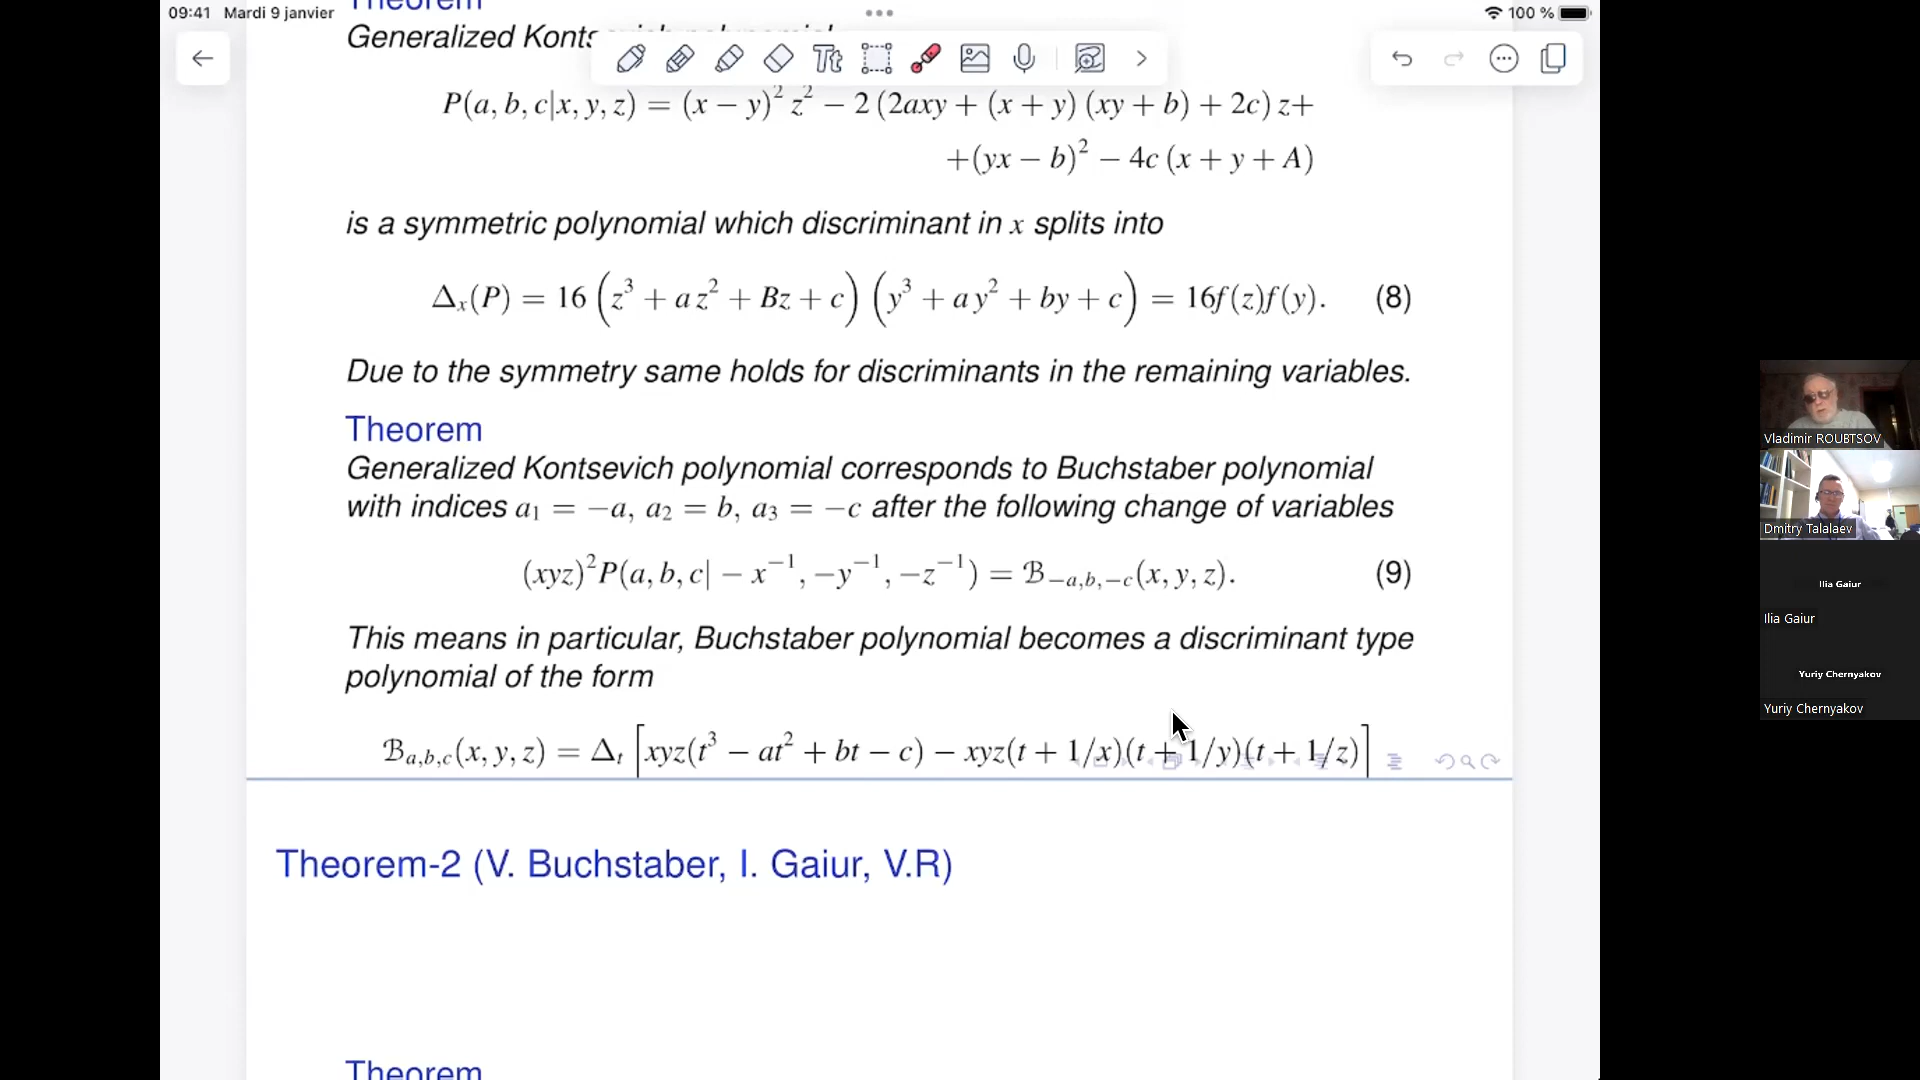 09:41 Mardi 9 janvier
100 %
Theorem
Generalized Konts
P(a, b, c|x, y, z) = (x − y)² z² − 2 (2axy + (x + y) (xy + b) + 2c) z+
+(yx − b)² − 4c (x + y + A)
is a symmetric polynomial which discriminant in x splits into
Δₓ(P) = 16 (z³ + a z² + Bz + c) (y³ + a y² + by + c) = 16f(z)f(y). (8)
Due to the symmetry same holds for discriminants in the remaining variables.
Theorem
Generalized Kontsevich polynomial corresponds to Buchstaber polynomial
with indices a₁ = −a, a₂ = b, a₃ = −c after the following change of variables
(xyz)²P(a, b, c| − x⁻¹, −y⁻¹, −z⁻¹) = ℬ₋ₐ,b,₋c(x, y, z). (9)
This means in particular, Buchstaber polynomial becomes a discriminant type
polynomial of the form
ℬₐ,b,c(x, y, z) = Δₜ [xyz(t³ − at² + bt − c) − xyz(t + 1/x)(t + 1/y)(t + 1/z)]
Theorem-2 (V. Buchstaber, I. Gaiur, V.R)
Theorem
Vladimir ROUBTSOV
Dmitry Talalaev
Ilia Gaiur
Ilia Gaiur
Yuriy Chernyakov
Yuriy Chernyakov